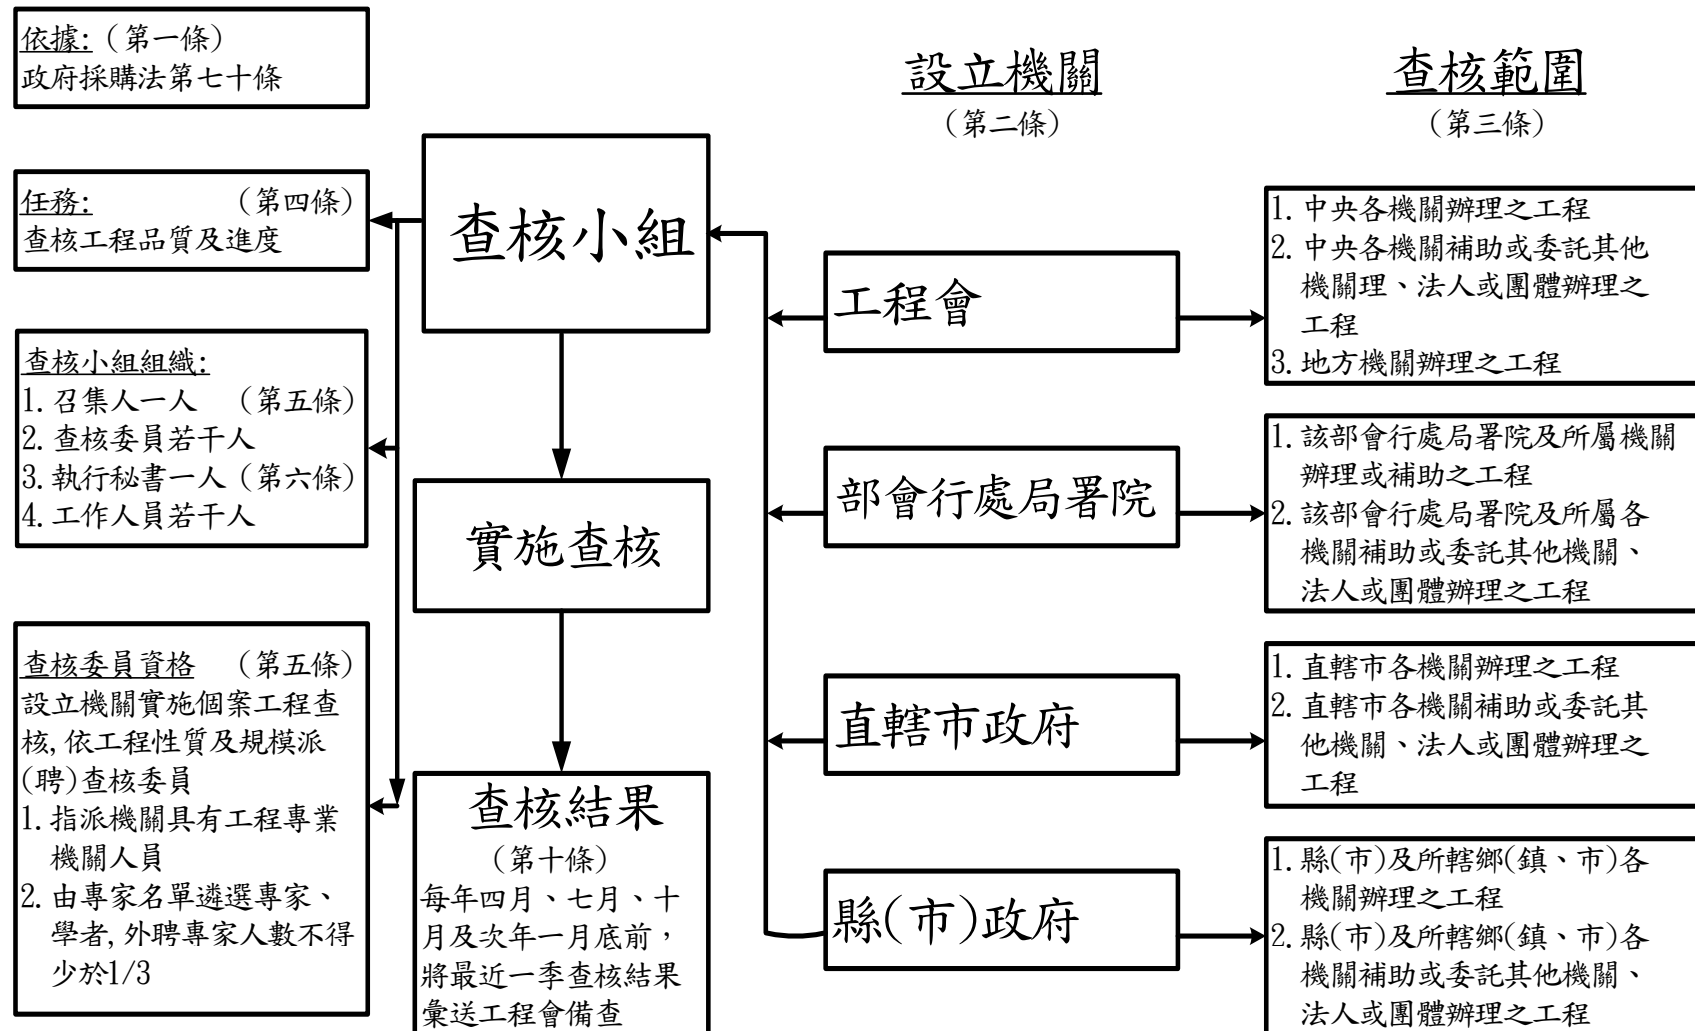 依據:（第一條）
政府採購法第七十條
任務: （第四條）
查核工程品質及進度
查核小組組織:
1. 召集人一人 （第五條）
2. 查核委員若干人
3. 執行秘書一人（第六條）
4. 工作人員若干人
查核委員資格 （第五條）
設立機關實施個案工程查
核, 依工程性質及規模派
(聘)查核委員
1. 指派機關具有工程專業
機關人員
2. 由專家名單遴選專家、
學者, 外聘專家人數不得
少於1/3
查核小組
實施查核
查核結果
（第十條）
每年四月、七月、十
月及次年一月底前，
將最近一季查核結果
彙送工程會備查
設立機關
（第二條）
工程會
部會行處局署院
直轄市政府
縣(市)政府
查核範圍
（第三條）
1. 中央各機關辦理之工程
2. 中央各機關補助或委託其他
機關理、法人或團體辦理之
工程
3. 地方機關辦理之工程
1. 該部會行處局署院及所屬機關
辦理或補助之工程
2. 該部會行處局署院及所屬各
機關補助或委託其他機關、
法人或團體辦理之工程
1. 直轄市各機關辦理之工程
2. 直轄市各機關補助或委託其
他機關、法人或團體辦理之
工程
1. 縣(市)及所轄鄉(鎮、市)各
機關辦理之工程
2. 縣(市)及所轄鄉(鎮、市)各
機關補助或委託其他機關、
法人或團體辦理之工程